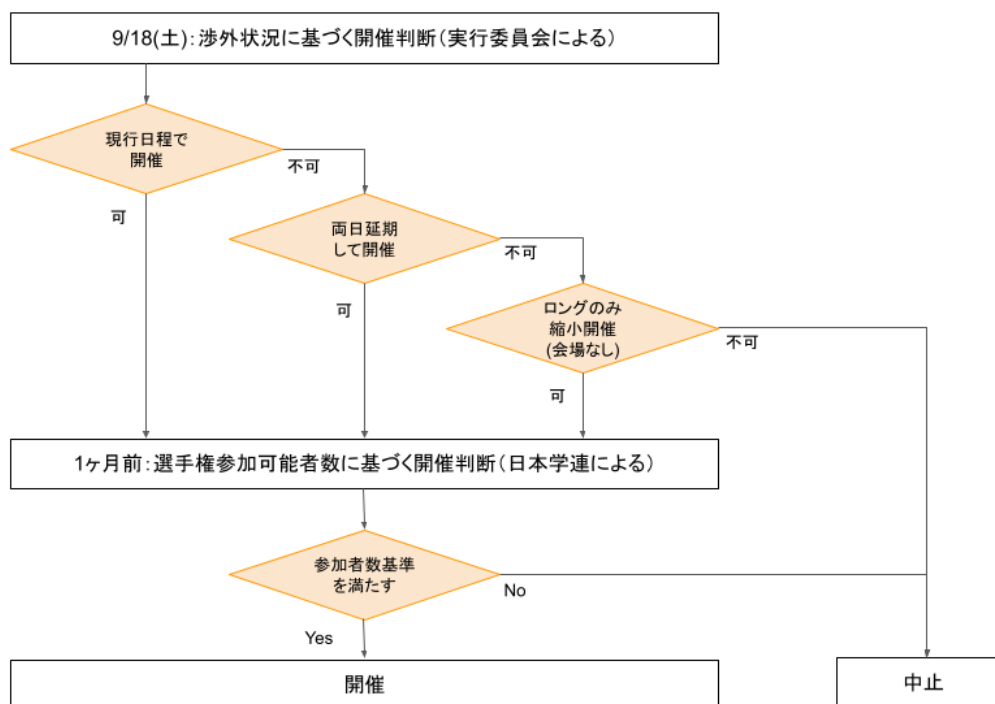 9/18(土):渉外状況に基づく開催判断(実行委員会による)
現行日程で
開催
不可
可
両日延期
して開催
不可
可
ロングのみ
縮小開催
(会場なし)
不可
可
1ヶ月前:選手権参加可能者数に基づく開催判断(日本学連による)
参加者数基準
を満たす
No
Yes
開催
中止